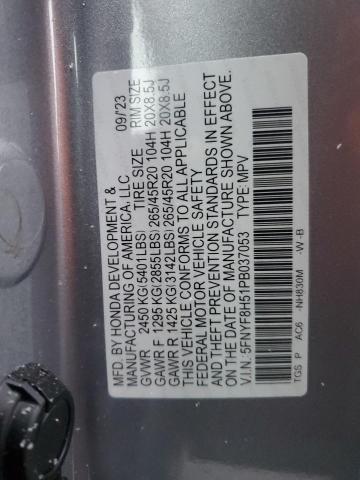 MFD. BY HONDA DEVELOPMENT & 09/23
MANUFACTURING OF AMERICA, LLC. TIRE SIZE RIM SIZE
GVWR 2450 KG(5401LBS)
GAWR F 1295 KG(2855LBS) 265/45R20 104H 20X8.5J
GAWR R 1425 KG(3142LBS) 265/45R20 104H 20X8.5J
THIS VEHICLE CONFORMS TO ALL APPLICABLE
FEDERAL MOTOR VEHICLE SAFETY
AND THEFT PREVENTION STANDARDS IN EFFECT
ON THE DATE OF MANUFACTURE SHOWN ABOVE.
V.I.N.: 5FNYF8H51PB037053 TYPE: MPV
TGS P AC6 -NH830M -W -B